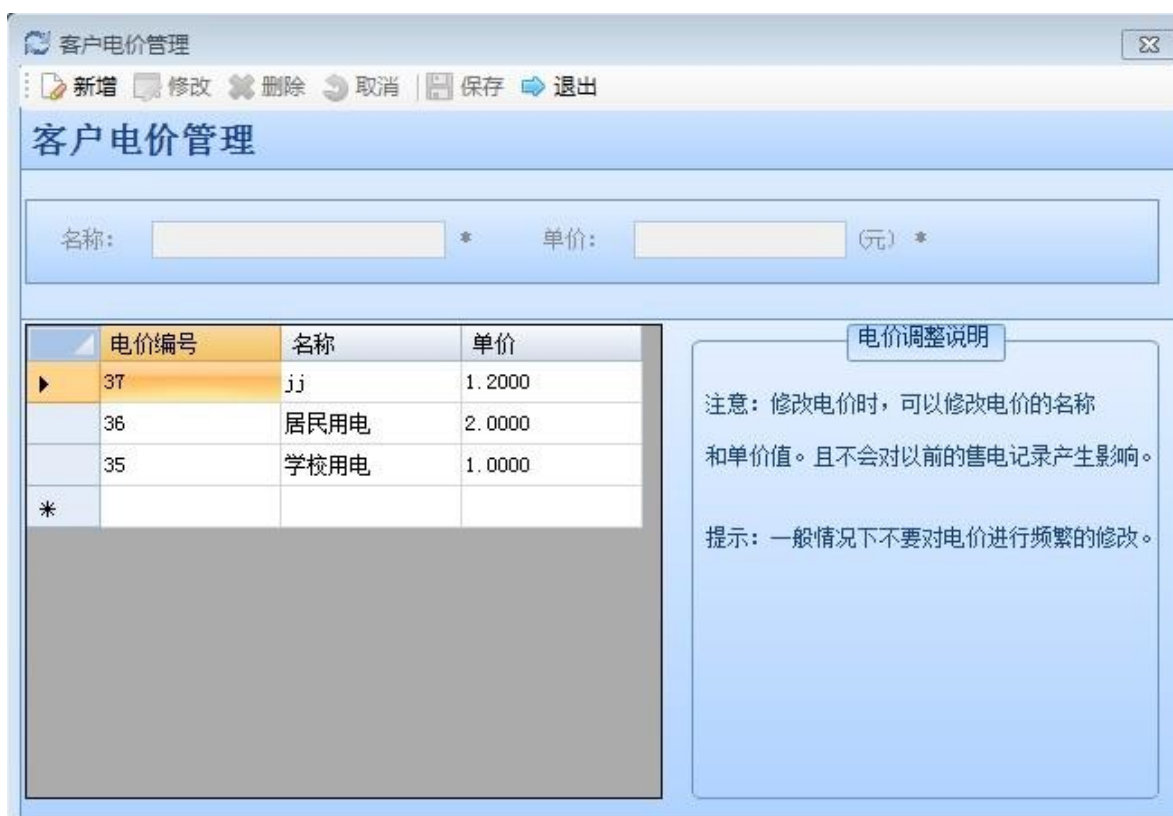 客户电价管理
新增 修改 删除 取消 保存 退出
客户电价管理
名称: * 单价: (元) *
电价编号 名称 单价
37 jj 1.2000
36 居民用电 2.0000
35 学校用电 1.0000
*
电价调整说明
注意:修改电价时,可以修改电价的名称
和单价值。且不会对以前的售电记录产生影响。
提示:一般情况下不要对电价进行频繁的修改。